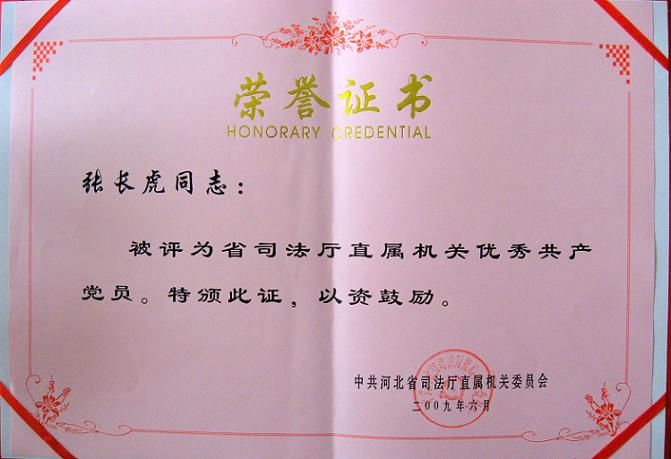 荣誉证书
HONORARY CREDENTIAL
张长虎同志：
被评为省司法厅直属机关优秀共产
党员。特颁此证，以资鼓励。
中共河北省司法厅直属机关委员会
二00九年六月